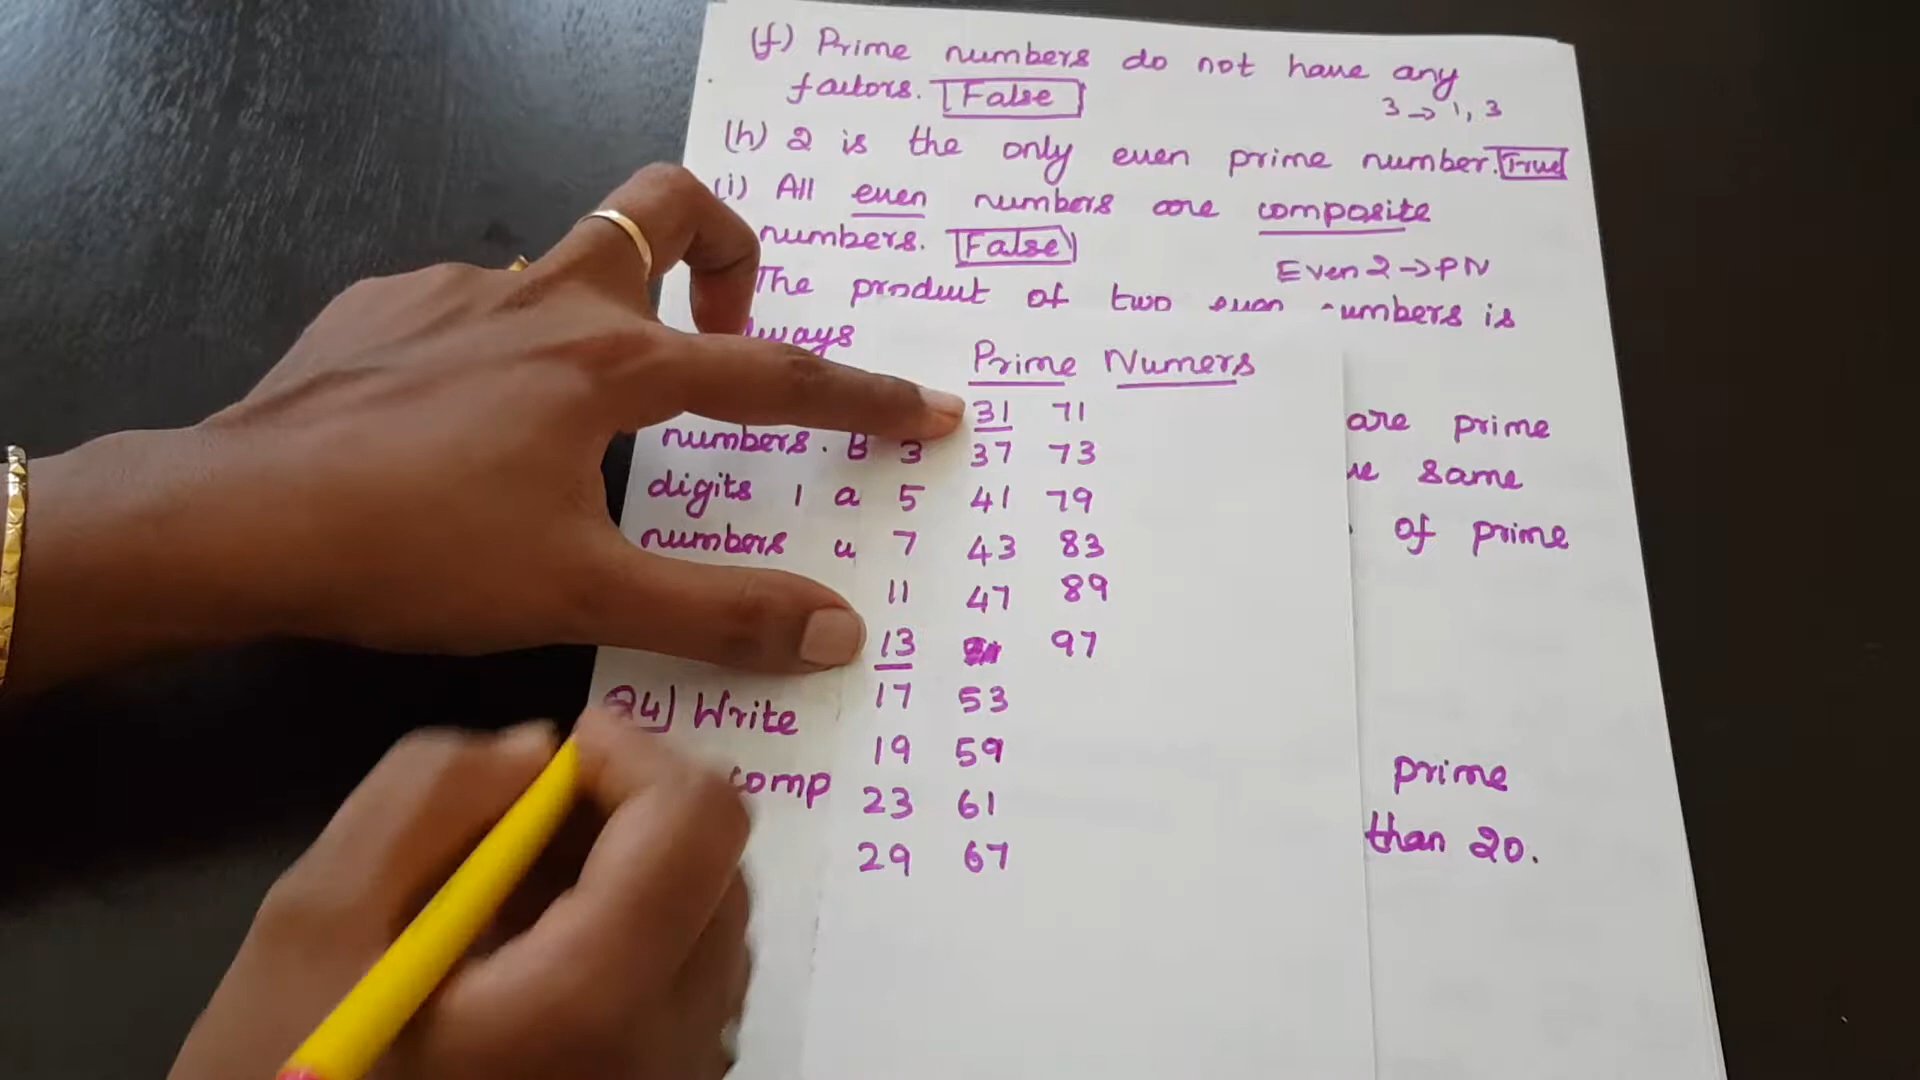 (f) Prime numbers do not have any
factors. False
3 → 1, 3
(h) 2 is the only even prime number. True
(i) All even numbers are composite
numbers. False
Even 2 → PN
The product of two even numbers is
Prime Numers
31 71
numbers. B 3 37 73
are prime
digits 1 a 5 41 79
same
numbers 7 43 83
of prime
11 47 89
13 97
17 53
24) Write
19 59
comp 23 61
prime
29 67
than 20.